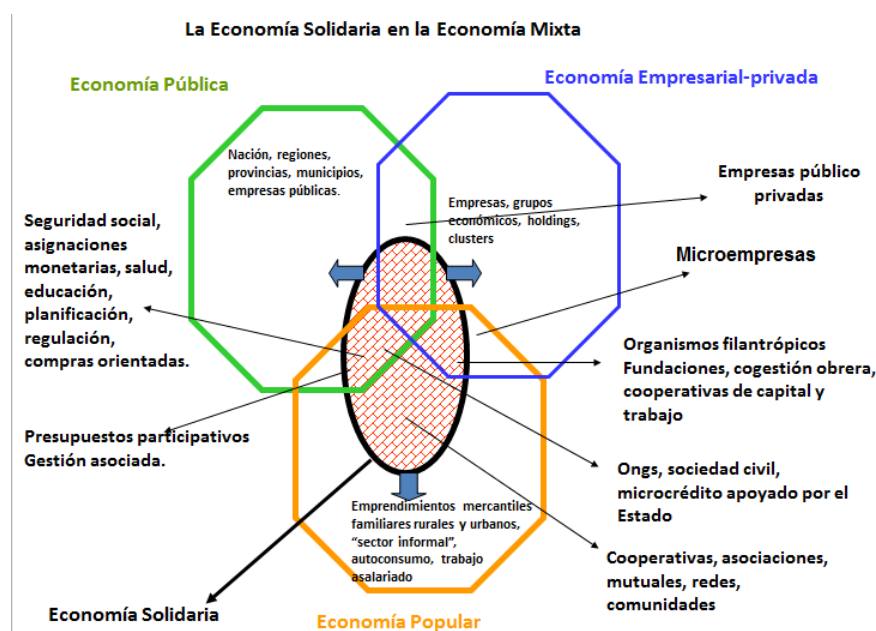 La Economía Solidaria en la Economía Mixta
Economía Pública
Economía Empresarial-privada
Nación, regiones,
provincias, municipios,
empresas públicas.
Empresas, grupos
económicos, holdings,
clusters
Empresas público
privadas
Seguridad social,
asignaciones
monetarias, salud,
educación,
planificación,
regulación,
compras orientadas.
Microempresas
Organismos filantrópicos
Fundaciones, cogestión obrera,
cooperativas de capital y
trabajo
Presupuestos participativos
Gestión asociada.
Ongs, sociedad civil,
microcrédito apoyado por el
Estado
Emprendimientos mercantiles
familiares rurales y urbanos,
“sector informal”,
autoconsumo, trabajo
asalariado
Cooperativas, asociaciones,
mutuales, redes,
comunidades
Economía Solidaria
Economía Popular